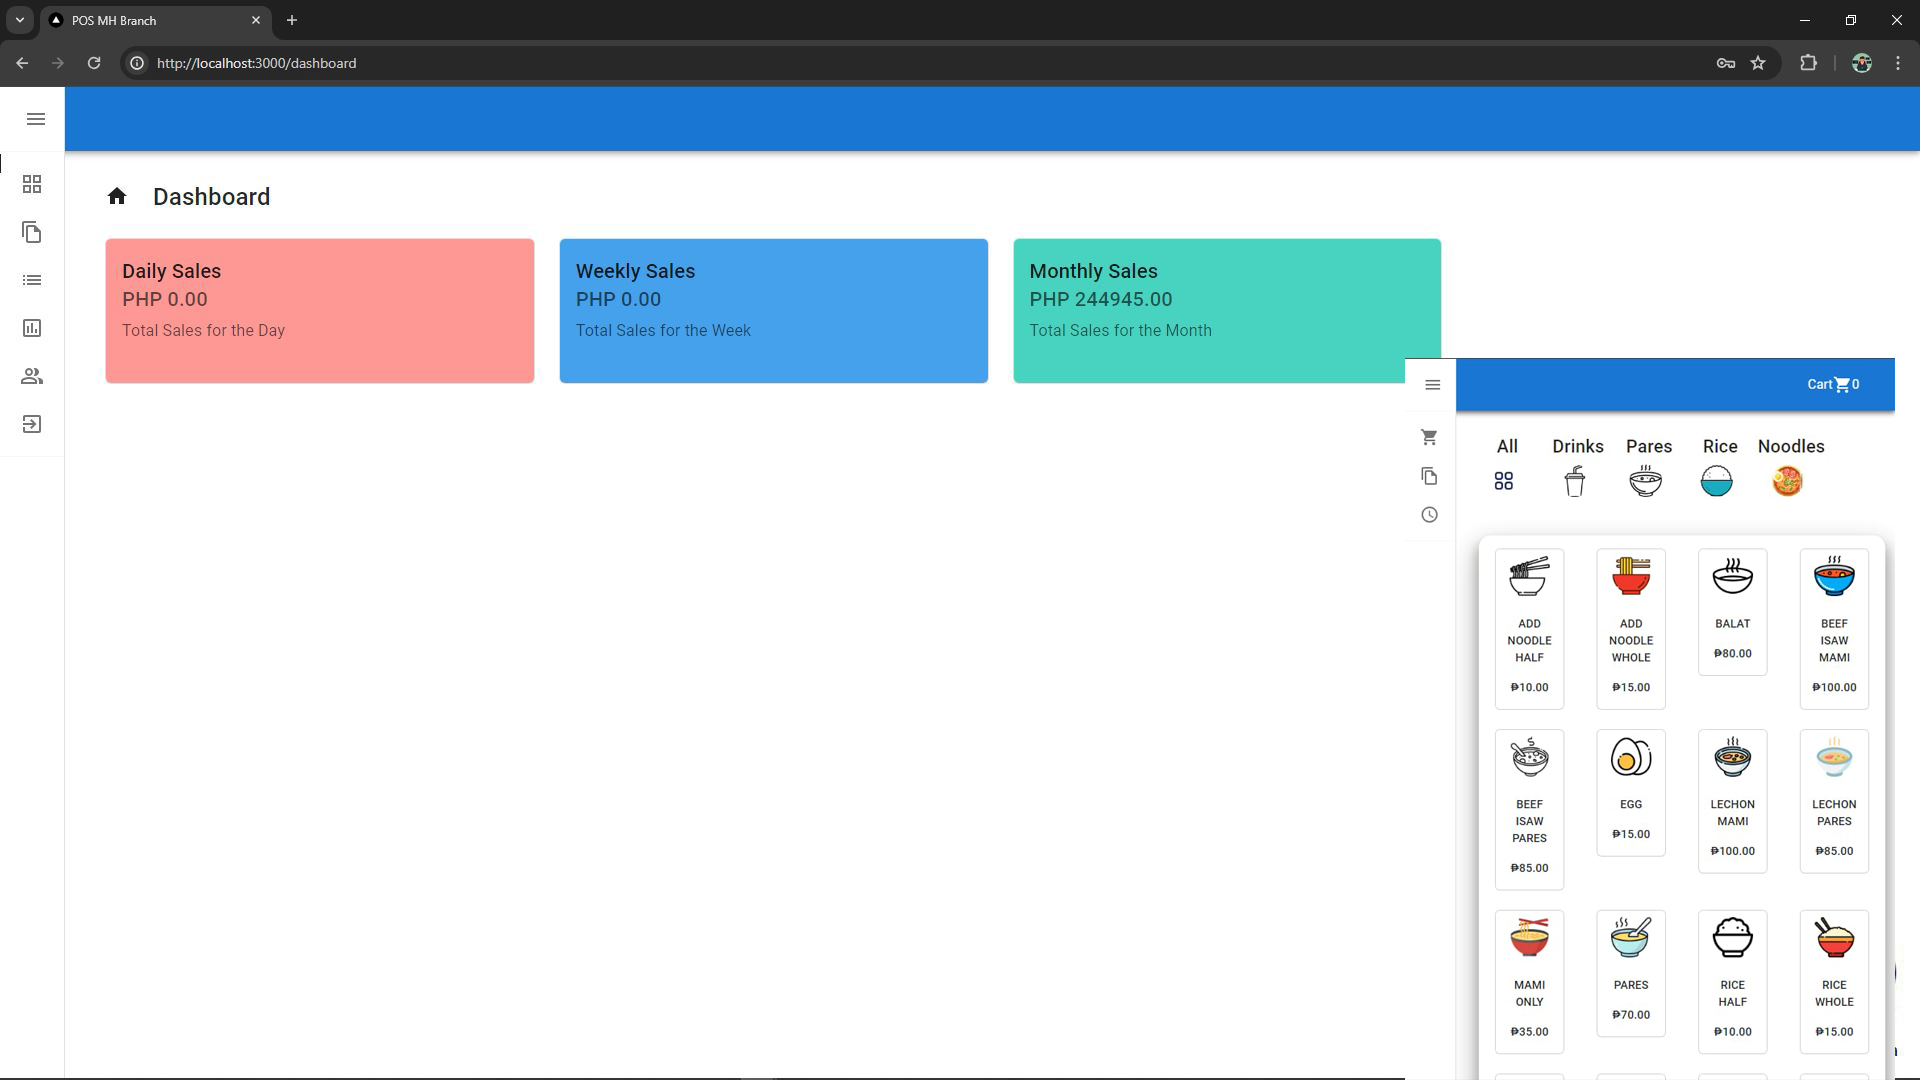 POS MH Branch
http://localhost:3000/dashboard
Dashboard
Daily Sales
PHP 0.00
Total Sales for the Day
Weekly Sales
PHP 0.00
Total Sales for the Week
Monthly Sales
PHP 244945.00
Total Sales for the Month
Cart 0
All Drinks Pares Rice Noodles
ADD
NOODLE
HALF
₱10.00
ADD
NOODLE
WHOLE
₱15.00
BALAT
₱80.00
BEEF
ISAW
MAMI
₱100.00
BEEF
ISAW
PARES
₱85.00
EGG
₱15.00
LECHON
MAMI
₱100.00
LECHON
PARES
₱85.00
MAMI
ONLY
₱35.00
PARES
₱70.00
RICE
HALF
₱10.00
RICE
WHOLE
₱15.00